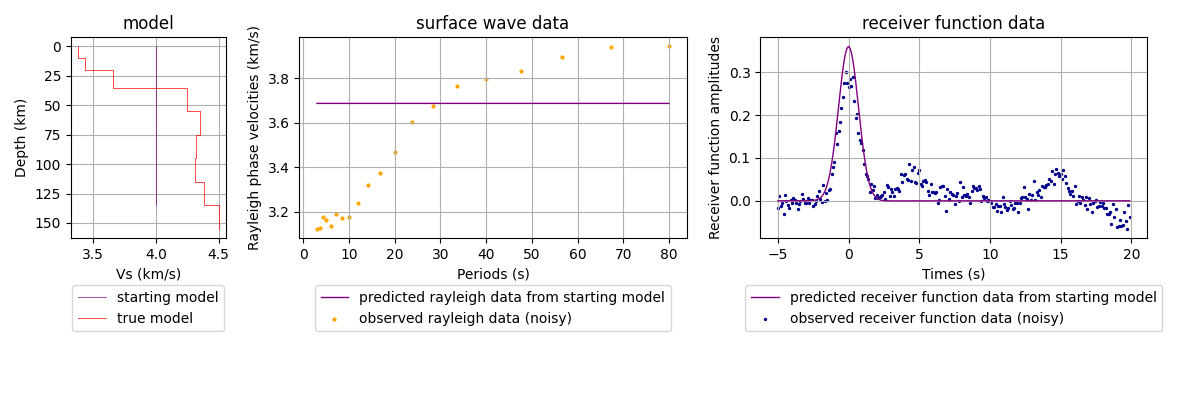 model
Depth (km)
0
25
50
75
100
125
150
3.5 4.0 4.5
Vs (km/s)
starting model
true model
surface wave data
Rayleigh phase velocities (km/s)
3.8
3.6
3.4
3.2
0 10 20 30 40 50 60 70 80
Periods (s)
predicted rayleigh data from starting model
observed rayleigh data (noisy)
receiver function data
Receiver function amplitudes
0.3
0.2
0.1
0.0
−5 0 5 10 15 20
Times (s)
predicted receiver function data from starting model
observed receiver function data (noisy)